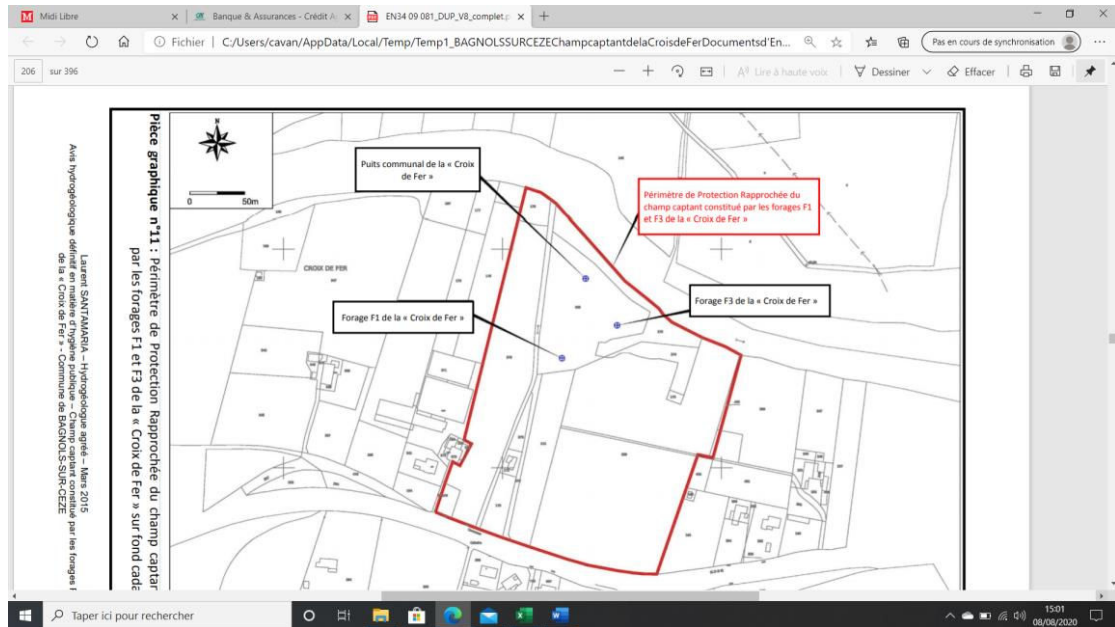 Midi Libre
Banque & Assurances - Crédit A
EN34 09 081_DUP_V8_complet.p
Fichier
C:/Users/cavan/AppData/Local/Temp/Temp1_BAGNOLSSURCEZEChampcaptantdelaCroisdeFerDocumentsd'En...
Pas en cours de synchronisation
206 sur 396
Lire à haute voix
Dessiner
Effacer
N
0 50m
Puits communal de la « Croix
de Fer »
Périmètre de Protection Rapprochée du
champ captant constitué par les forages F1
et F3 de la « Croix de Fer »
CROIX DE FER
Forage F1 de la « Croix de Fer »
Forage F3 de la « Croix de Fer »
Pièce graphique n°11 : Périmètre de Protection Rapprochée du champ captar
par les forages F1 et F3 de la « Croix de Fer » sur fond cada
Laurent SANTAMARIA - Hydrogéologue agréé – Mars 2015
Avis hydrogéologique définitif en matière d'hygiène publique – Champ captant constitué par les forages F
de la « Croix de Fer » - Commune de BAGNOLS-SUR-CEZE
Taper ici pour rechercher
15:01
08/08/2020